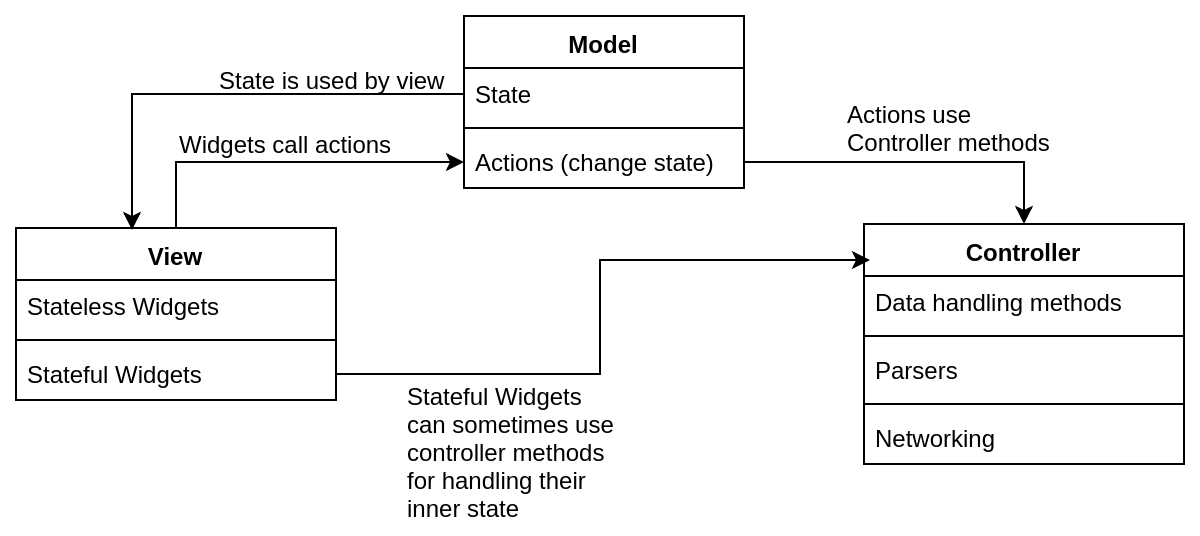 Model
State is used by view
State
Actions use
Controller methods
Widgets call actions
Actions (change state)
View
Controller
Stateless Widgets
Data handling methods
Stateful Widgets
Parsers
Stateful Widgets
can sometimes use
controller methods
for handling their
inner state
Networking